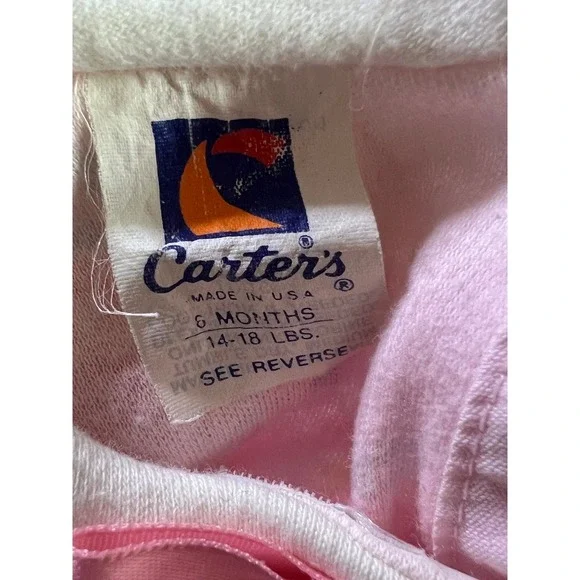 ®
Carter's®
MADE IN U.S.A
6 MONTHS
14-18 LBS.
SEE REVERSE